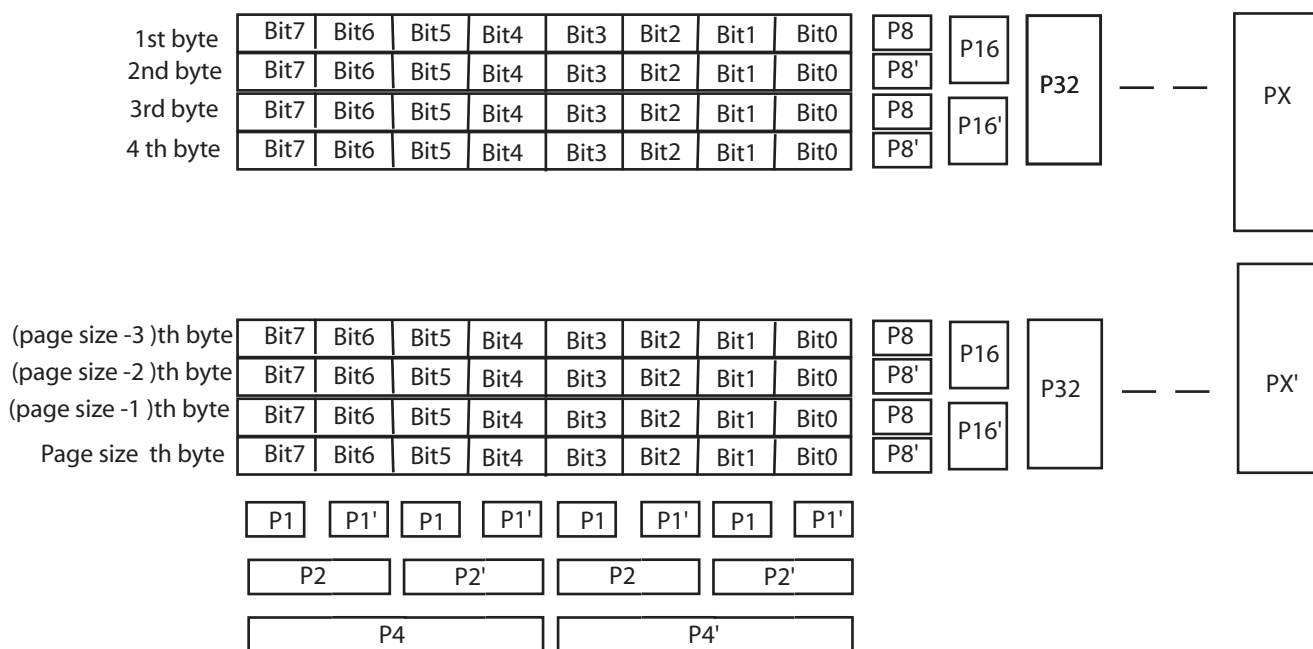 1st byte Bit7 Bit6 Bit5 Bit4 Bit3 Bit2 Bit1 Bit0 P8 P16 P32 — — PX
2nd byte Bit7 Bit6 Bit5 Bit4 Bit3 Bit2 Bit1 Bit0 P8'
3rd byte Bit7 Bit6 Bit5 Bit4 Bit3 Bit2 Bit1 Bit0 P8 P16'
4 th byte Bit7 Bit6 Bit5 Bit4 Bit3 Bit2 Bit1 Bit0 P8'
(page size -3 )th byte Bit7 Bit6 Bit5 Bit4 Bit3 Bit2 Bit1 Bit0 P8 P16 P32 — — PX'
(page size -2 )th byte Bit7 Bit6 Bit5 Bit4 Bit3 Bit2 Bit1 Bit0 P8'
(page size -1 )th byte Bit7 Bit6 Bit5 Bit4 Bit3 Bit2 Bit1 Bit0 P8 P16'
Page size th byte Bit7 Bit6 Bit5 Bit4 Bit3 Bit2 Bit1 Bit0 P8'
P1 P1' P1 P1' P1 P1' P1 P1'
P2 P2' P2 P2'
P4 P4'